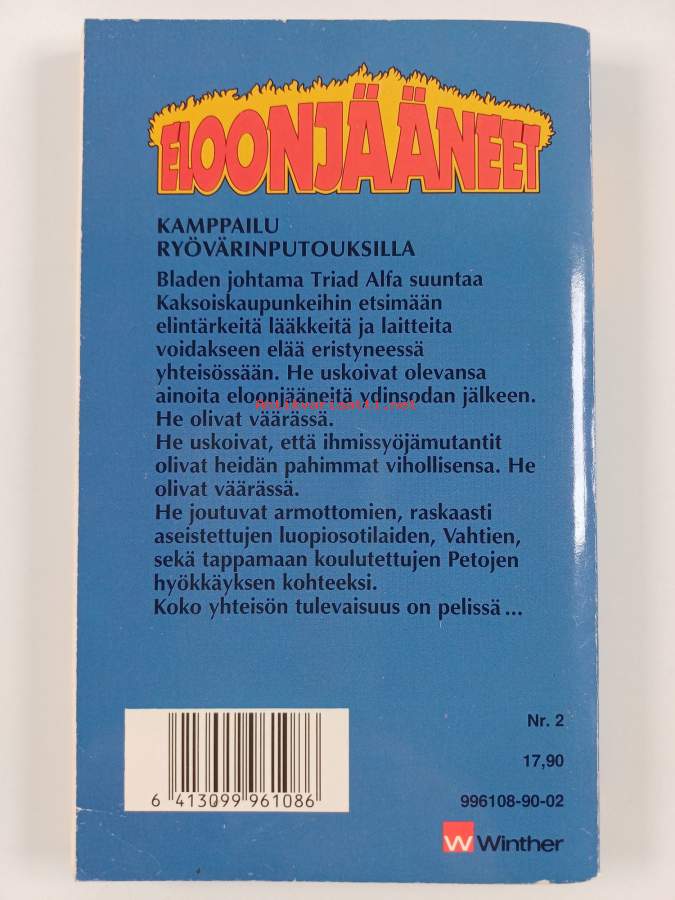 ELOONJÄÄNEET
KAMPPAILU
RYÖVÄRINPUTOUKSILLA
Bladen johtama Triad Alfa suuntaa
Kaksoiskaupunkeihin etsimään
elintärkeitä lääkkeitä ja laitteita
voidakseen elää eristyneessä
yhteisössään. He uskoivat olevansa
ainoita eloonjääneitä ydinsodan jälkeen.
Antikvariaatti.net
He olivat väärässä.
He uskoivat, että ihmissyöjämutantit
olivat heidän pahimmat vihollisensa. He
olivat väärässä.
He joutuvat armottomien, raskaasti
aseistettujen luopiosotilaiden, Vahtien,
sekä tappamaan koulutettujen Petojen
hyökkäyksen kohteeksi.
Koko yhteisön tulevaisuus on pelissä ...
6 413099 961086
Nr. 2
17,90
996108-90-02
W Winther